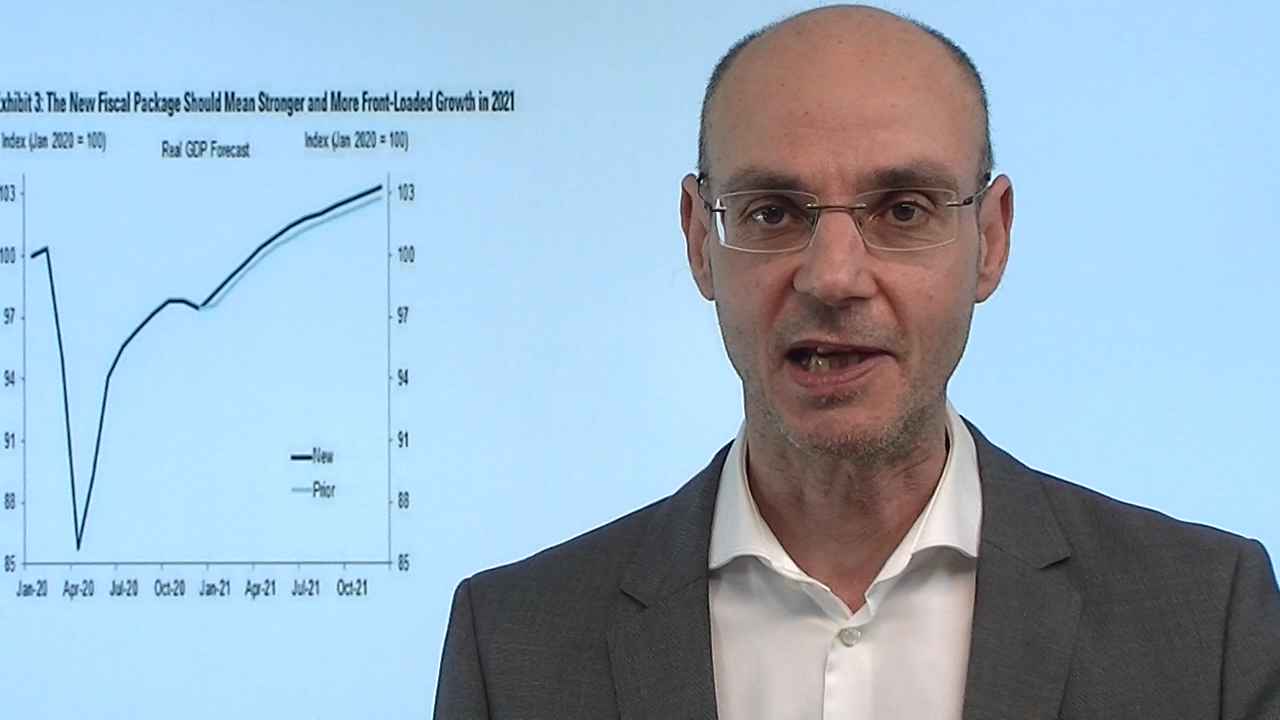 xhibit 3: The New Fiscal Package Should Mean Stronger and More Front-Loaded Growth in 2021
Index (Jan 2020 = 100) Real GDP Forecast Index (Jan 2020 = 100)
103 103
100 100
97 97
94 94
91 91
88 88
85 85
New
Prior
Jan-20 Apr-20 Jul-20 Oct-20 Jan-21 Apr-21 Jul-21 Oct-21